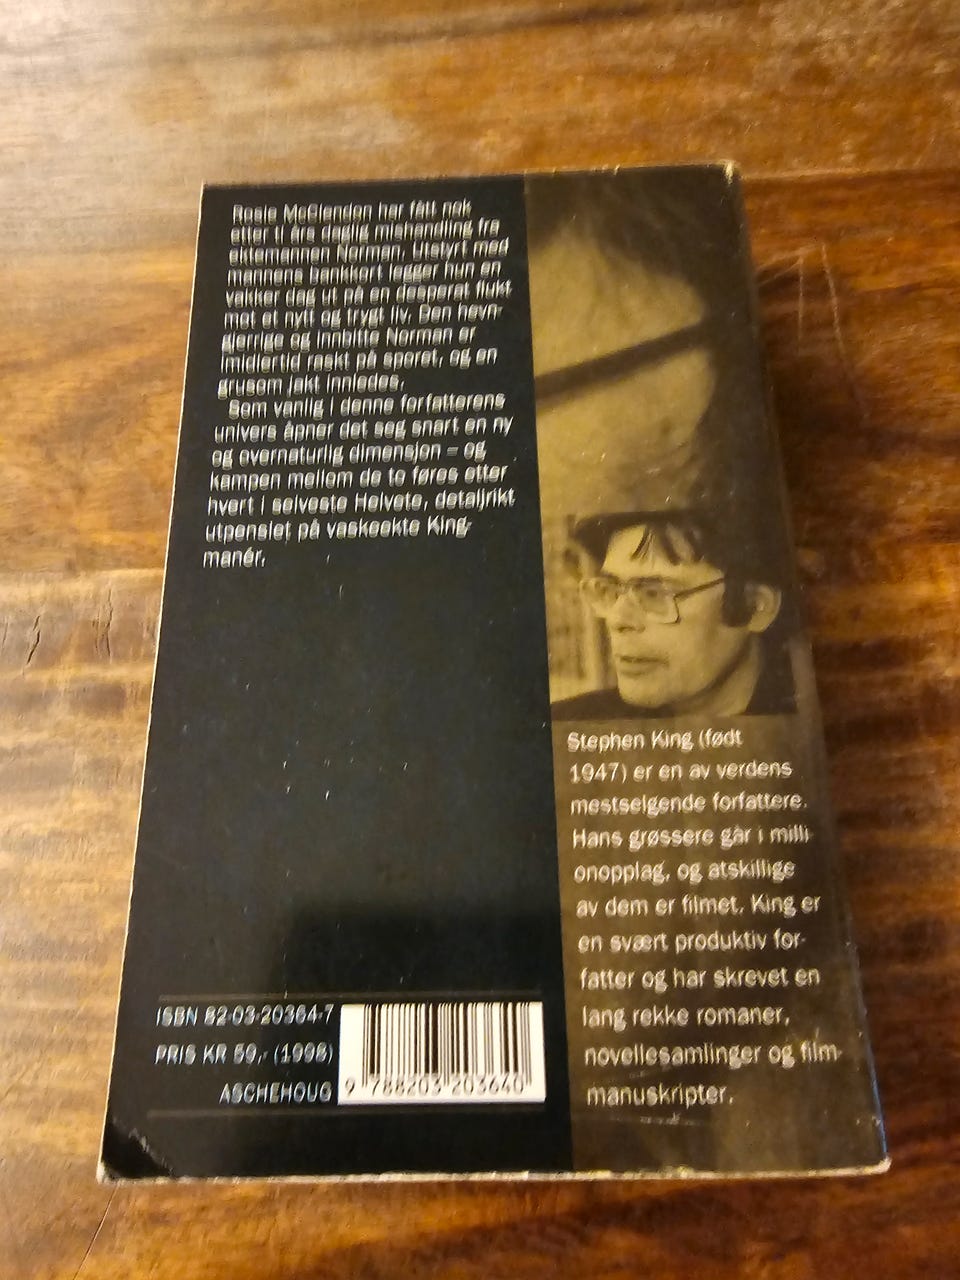 Rosie McClendon har fått nok
etter ti års daglig mishandling fra
ektemannen Norman. Utstyrt med
mannens bankkort legger hun en
vakker dag ut på en desperat flukt
mot et nytt og trygt liv. Den hevn-
gjerrige og innbitte Norman er
imidlertid raskt på sporet, og en
grusom jakt innledes.
Som vanlig i denne forfatterens
univers åpner det seg snart en ny
og overnaturlig dimensjon – og
kampen mellom de to føres etter
hvert i selveste Helvete, detaljrikt
utpenslet på vaskeekte King-
manér.
ISBN 82-03-20364-7
PRIS KR 59,- (1998)
ASCHEHOUG
9 788203 203640
Stephen King (født
1947) er en av verdens
mestselgende forfattere.
Hans grøssere går i milli-
onopplag, og atskillige
av dem er filmet. King er
en svært produktiv for-
fatter og har skrevet en
lang rekke romaner,
novellesamlinger og film-
manuskripter.